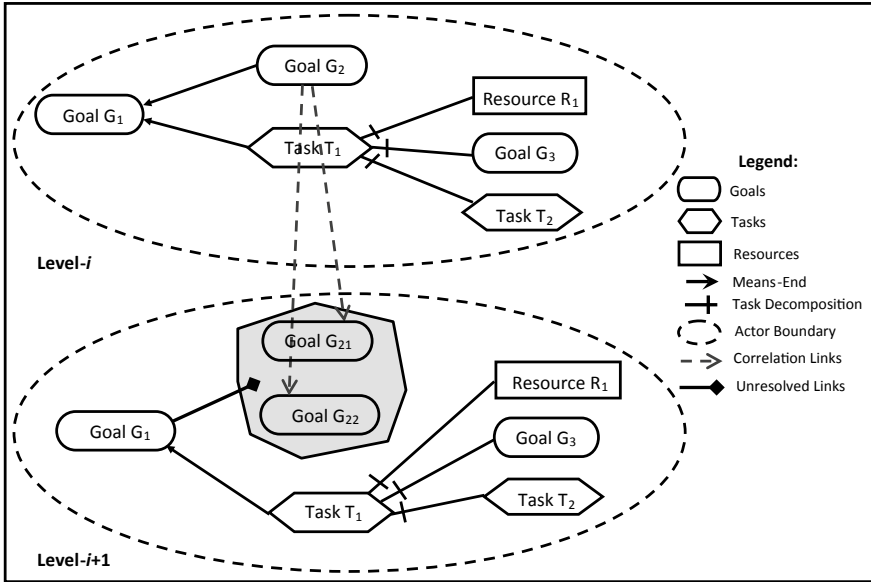 Goal G₂
Goal G₁
Resource R₁
Task T₁
Goal G₃
Task T₂
Level-i
Goal G₂₁
Goal G₂₂
Resource R₁
Goal G₁
Goal G₃
Task T₁
Task T₂
Level-i+1
Legend:
Goals
Tasks
Resources
Means-End
Task Decomposition
Actor Boundary
Correlation Links
Unresolved Links